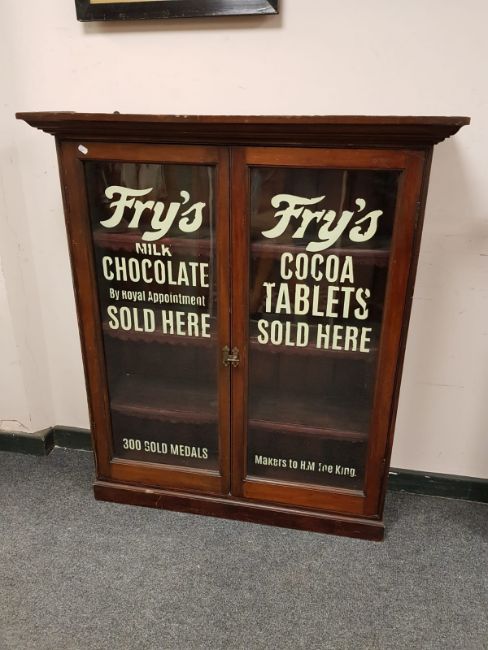 Fry's
MILK
CHOCOLATE
By Royal Appointment
SOLD HERE
300 GOLD MEDALS
Fry's
COCOA
TABLETS
SOLD HERE
Makers to H.M The King.